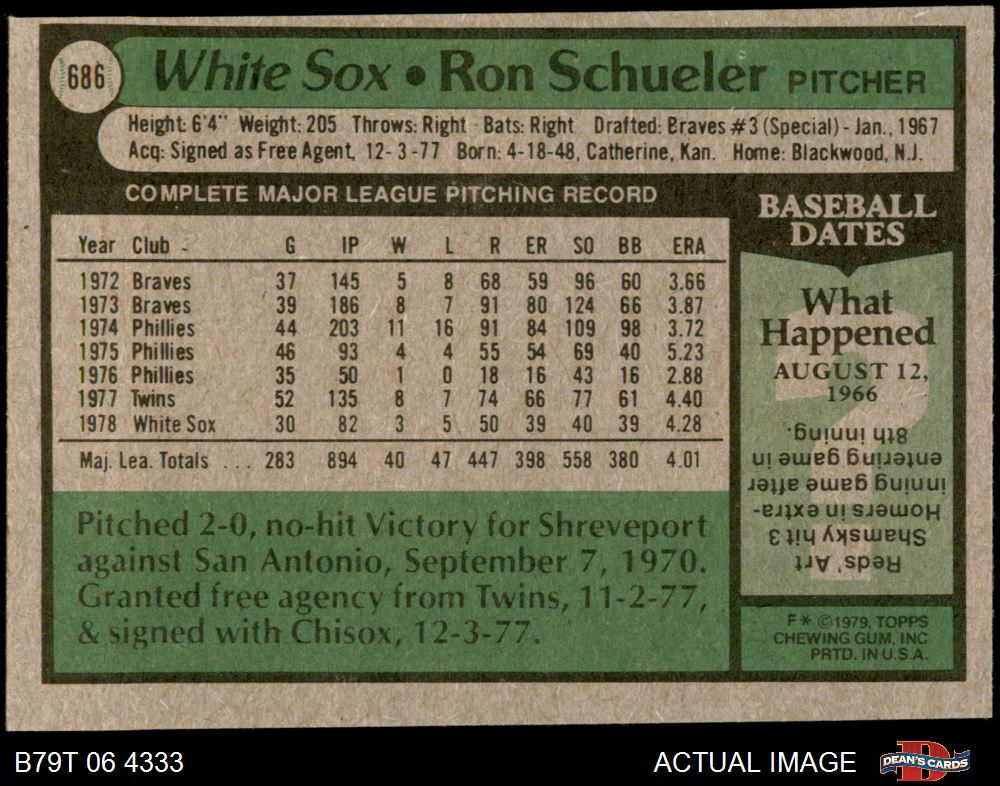 686
White Sox • Ron Schueler PITCHER
Height: 6'4" Weight: 205 Throws: Right Bats: Right Drafted: Braves #3 (Special) - Jan., 1967
Acq: Signed as Free Agent, 12-3-77 Born: 4-18-48, Catherine, Kan. Home: Blackwood, N.J.
COMPLETE MAJOR LEAGUE PITCHING RECORD
Year Club G IP W L R ER SO BB ERA
1972 Braves 37 145 5 8 68 59 96 60 3.66
1973 Braves 39 186 8 7 91 80 124 66 3.87
1974 Phillies 44 203 11 16 91 84 109 98 3.72
1975 Phillies 46 93 4 4 55 54 69 40 5.23
1976 Phillies 35 50 1 0 18 16 43 16 2.88
1977 Twins 52 135 8 7 74 66 77 61 4.40
1978 White Sox 30 82 3 5 50 39 40 39 4.28
Maj. Lea. Totals ... 283 894 40 47 447 398 558 380 4.01
Pitched 2-0, no-hit Victory for Shreveport
against San Antonio, September 7, 1970.
Granted free agency from Twins, 11-2-77,
& signed with Chisox, 12-3-77.
BASEBALL
DATES
What
Happened
AUGUST 12,
1966
Reds' Art
Shamsky hit 3
Homers in extra-
inning game after
entering game in
8th inning.
F* ©1979, TOPPS
CHEWING GUM, INC
PRTD. IN U.S.A.
B79T 06 4333
ACTUAL IMAGE
D
DEAN'S CARDS